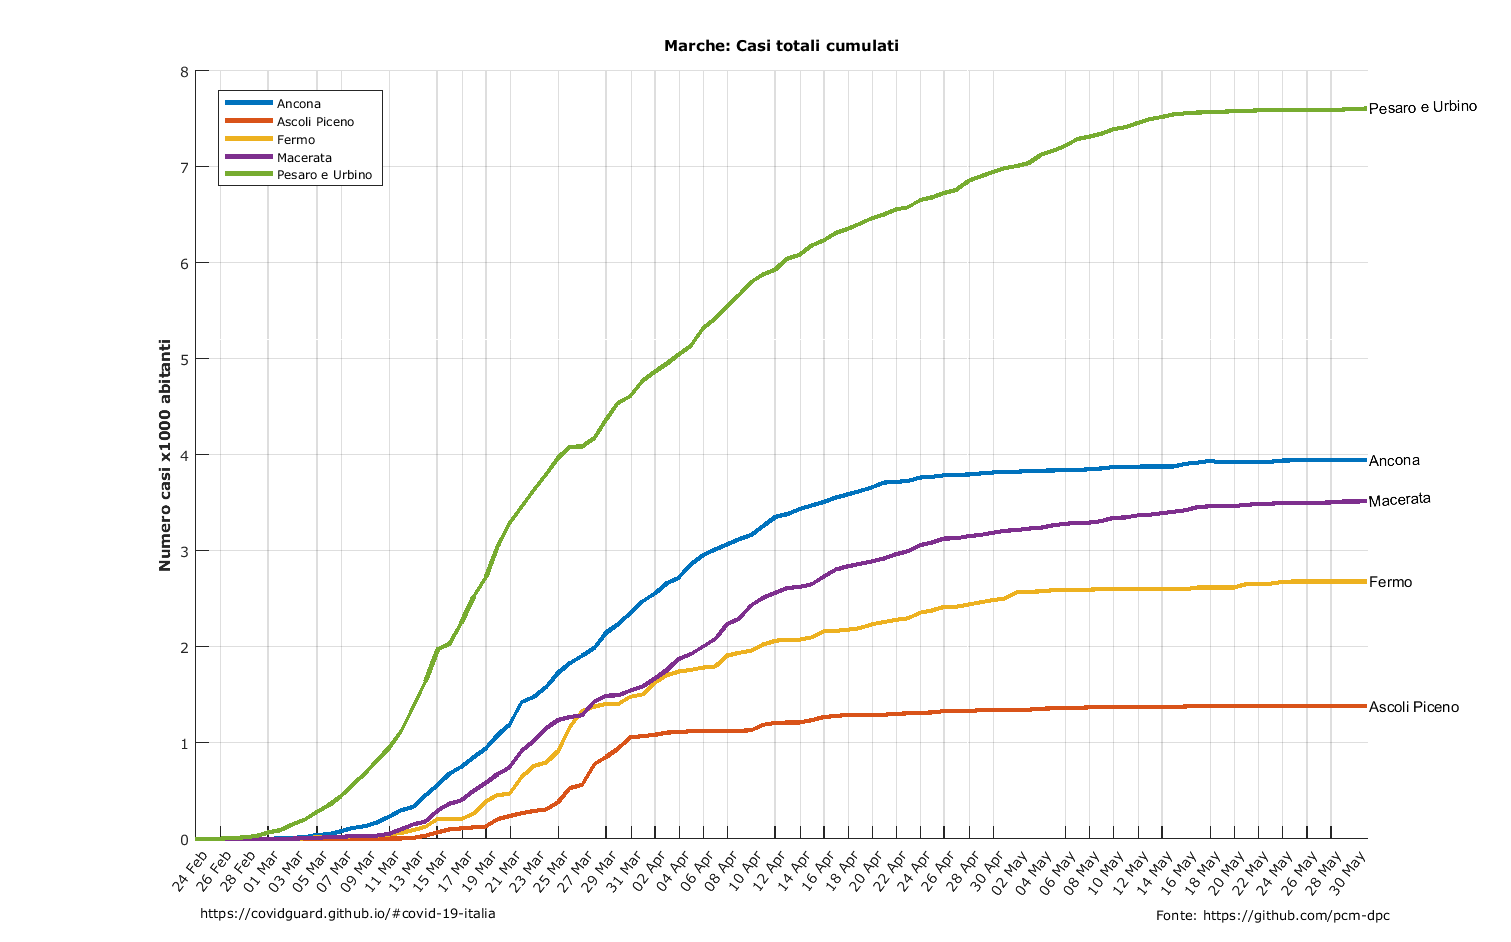 Marche: Casi totali cumulati
Numero casi x1000 abitanti
8
7
6
5
4
3
2
1
0
Ancona
Ascoli Piceno
Fermo
Macerata
Pesaro e Urbino
Pesaro e Urbino
Ancona
Macerata
Fermo
Ascoli Piceno
24 Feb
26 Feb
28 Feb
01 Mar
03 Mar
05 Mar
07 Mar
09 Mar
11 Mar
13 Mar
15 Mar
17 Mar
19 Mar
21 Mar
23 Mar
25 Mar
27 Mar
29 Mar
31 Mar
02 Apr
04 Apr
06 Apr
08 Apr
10 Apr
12 Apr
14 Apr
16 Apr
18 Apr
20 Apr
22 Apr
24 Apr
26 Apr
28 Apr
30 Apr
02 May
04 May
06 May
08 May
10 May
12 May
14 May
16 May
18 May
20 May
22 May
24 May
26 May
28 May
30 May
https://covidguard.github.io/#covid-19-italia
Fonte: https://github.com/pcm-dpc